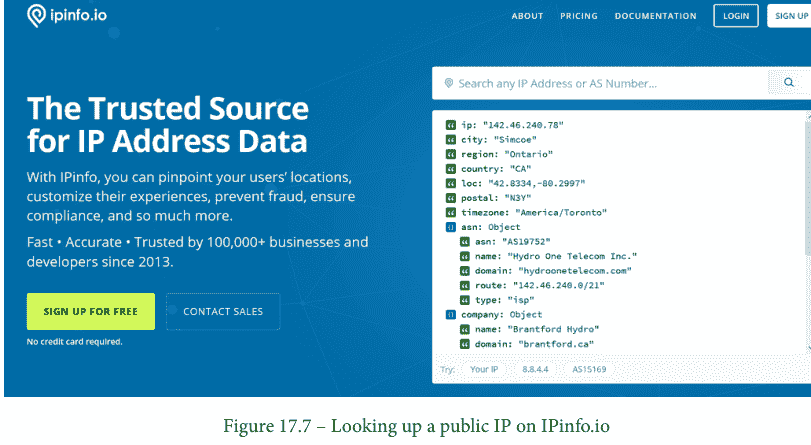 ipinfo.io
ABOUT PRICING DOCUMENTATION LOGIN SIGN UP
Search any IP Address or AS Number...
The Trusted Source
for IP Address Data
With IPinfo, you can pinpoint your users' locations,
customize their experiences, prevent fraud, ensure
compliance, and so much more.
Fast • Accurate • Trusted by 100,000+ businesses and
developers since 2013.
SIGN UP FOR FREE
CONTACT SALES
No credit card required.
ip: "142.46.240.78"
city: "Simcoe"
region: "Ontario"
country: "CA"
loc: "42.8334,-80.2997"
postal: "N3Y"
timezone: "America/Toronto"
asn: Object
asn: "AS19752"
name: "Hydro One Telecom Inc."
domain: "hydroonetelecom.com"
route: "142.46.240.0/21"
type: "isp"
company: Object
name: "Brantford Hydro"
domain: "brantford.ca"
Try: Your IP 8.8.4.4 AS15169
Figure 17.7 – Looking up a public IP on IPinfo.io